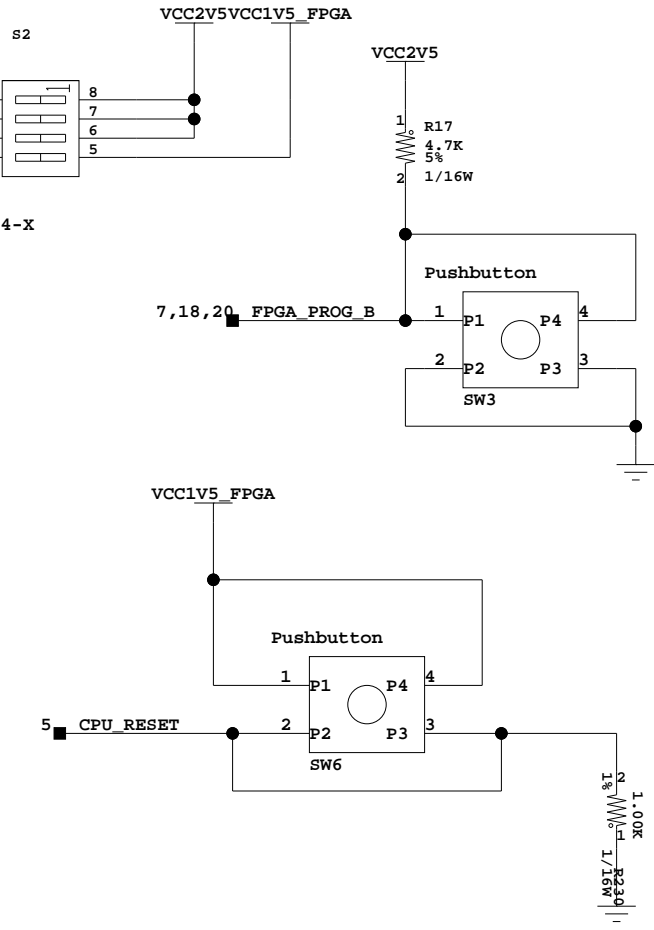 VCC2V5VCC1V5_FPGA
S2
1
8
7
6
5
4-X
VCC2V5
1
R17
4.7K
5%
2
1/16W
Pushbutton
7,18,20 FPGA_PROG_B
1
P1
P4
4
2
P2
P3
3
SW3
VCC1V5_FPGA
Pushbutton
1
P1
P4
4
5
CPU_RESET
2
P2
P3
3
SW6
2
1%
1.00K
1
1/16W
R230